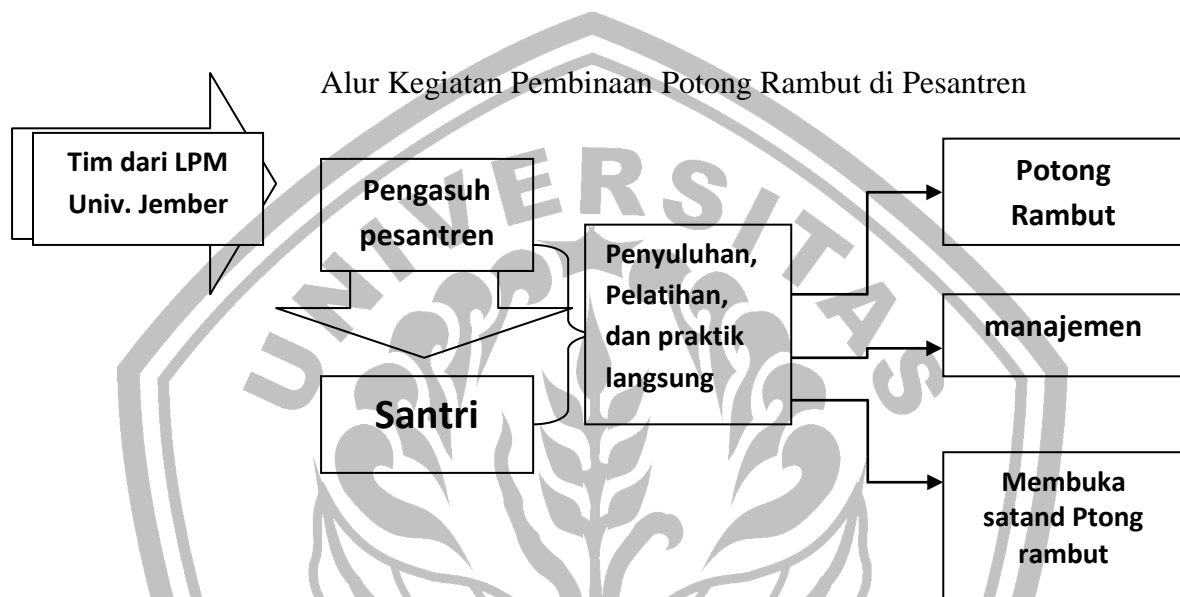 Alur Kegiatan Pembinaan Potong Rambut di Pesantren
Tim dari LPM
Univ. Jember
Pengasuh
pesantren
Santri
Penyuluhan,
Pelatihan,
dan praktik
langsung
Potong
Rambut
manajemen
Membuka
satand Ptong
rambut
UNIVERSITAS